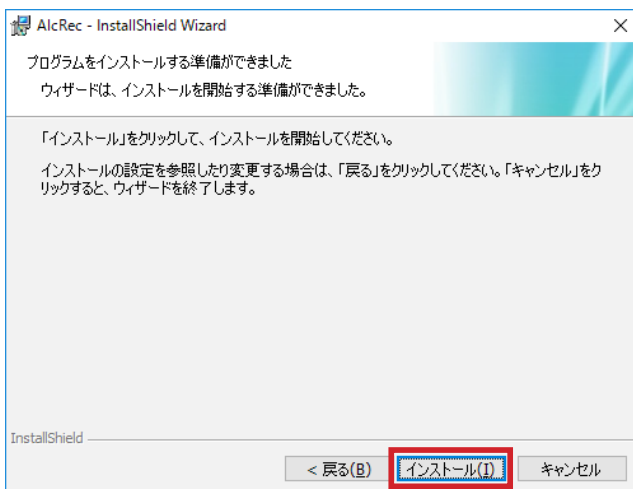 AlcRec - InstallShield Wizard
プログラムをインストールする準備ができました
ウィザードは、インストールを開始する準備ができました。
「インストール」をクリックして、インストールを開始してください。
インストールの設定を参照したり変更する場合は、「戻る」をクリックしてください。「キャンセル」をク
リックすると、ウィザードを終了します。
InstallShield
< 戻る(B)
インストール(I)
キャンセル